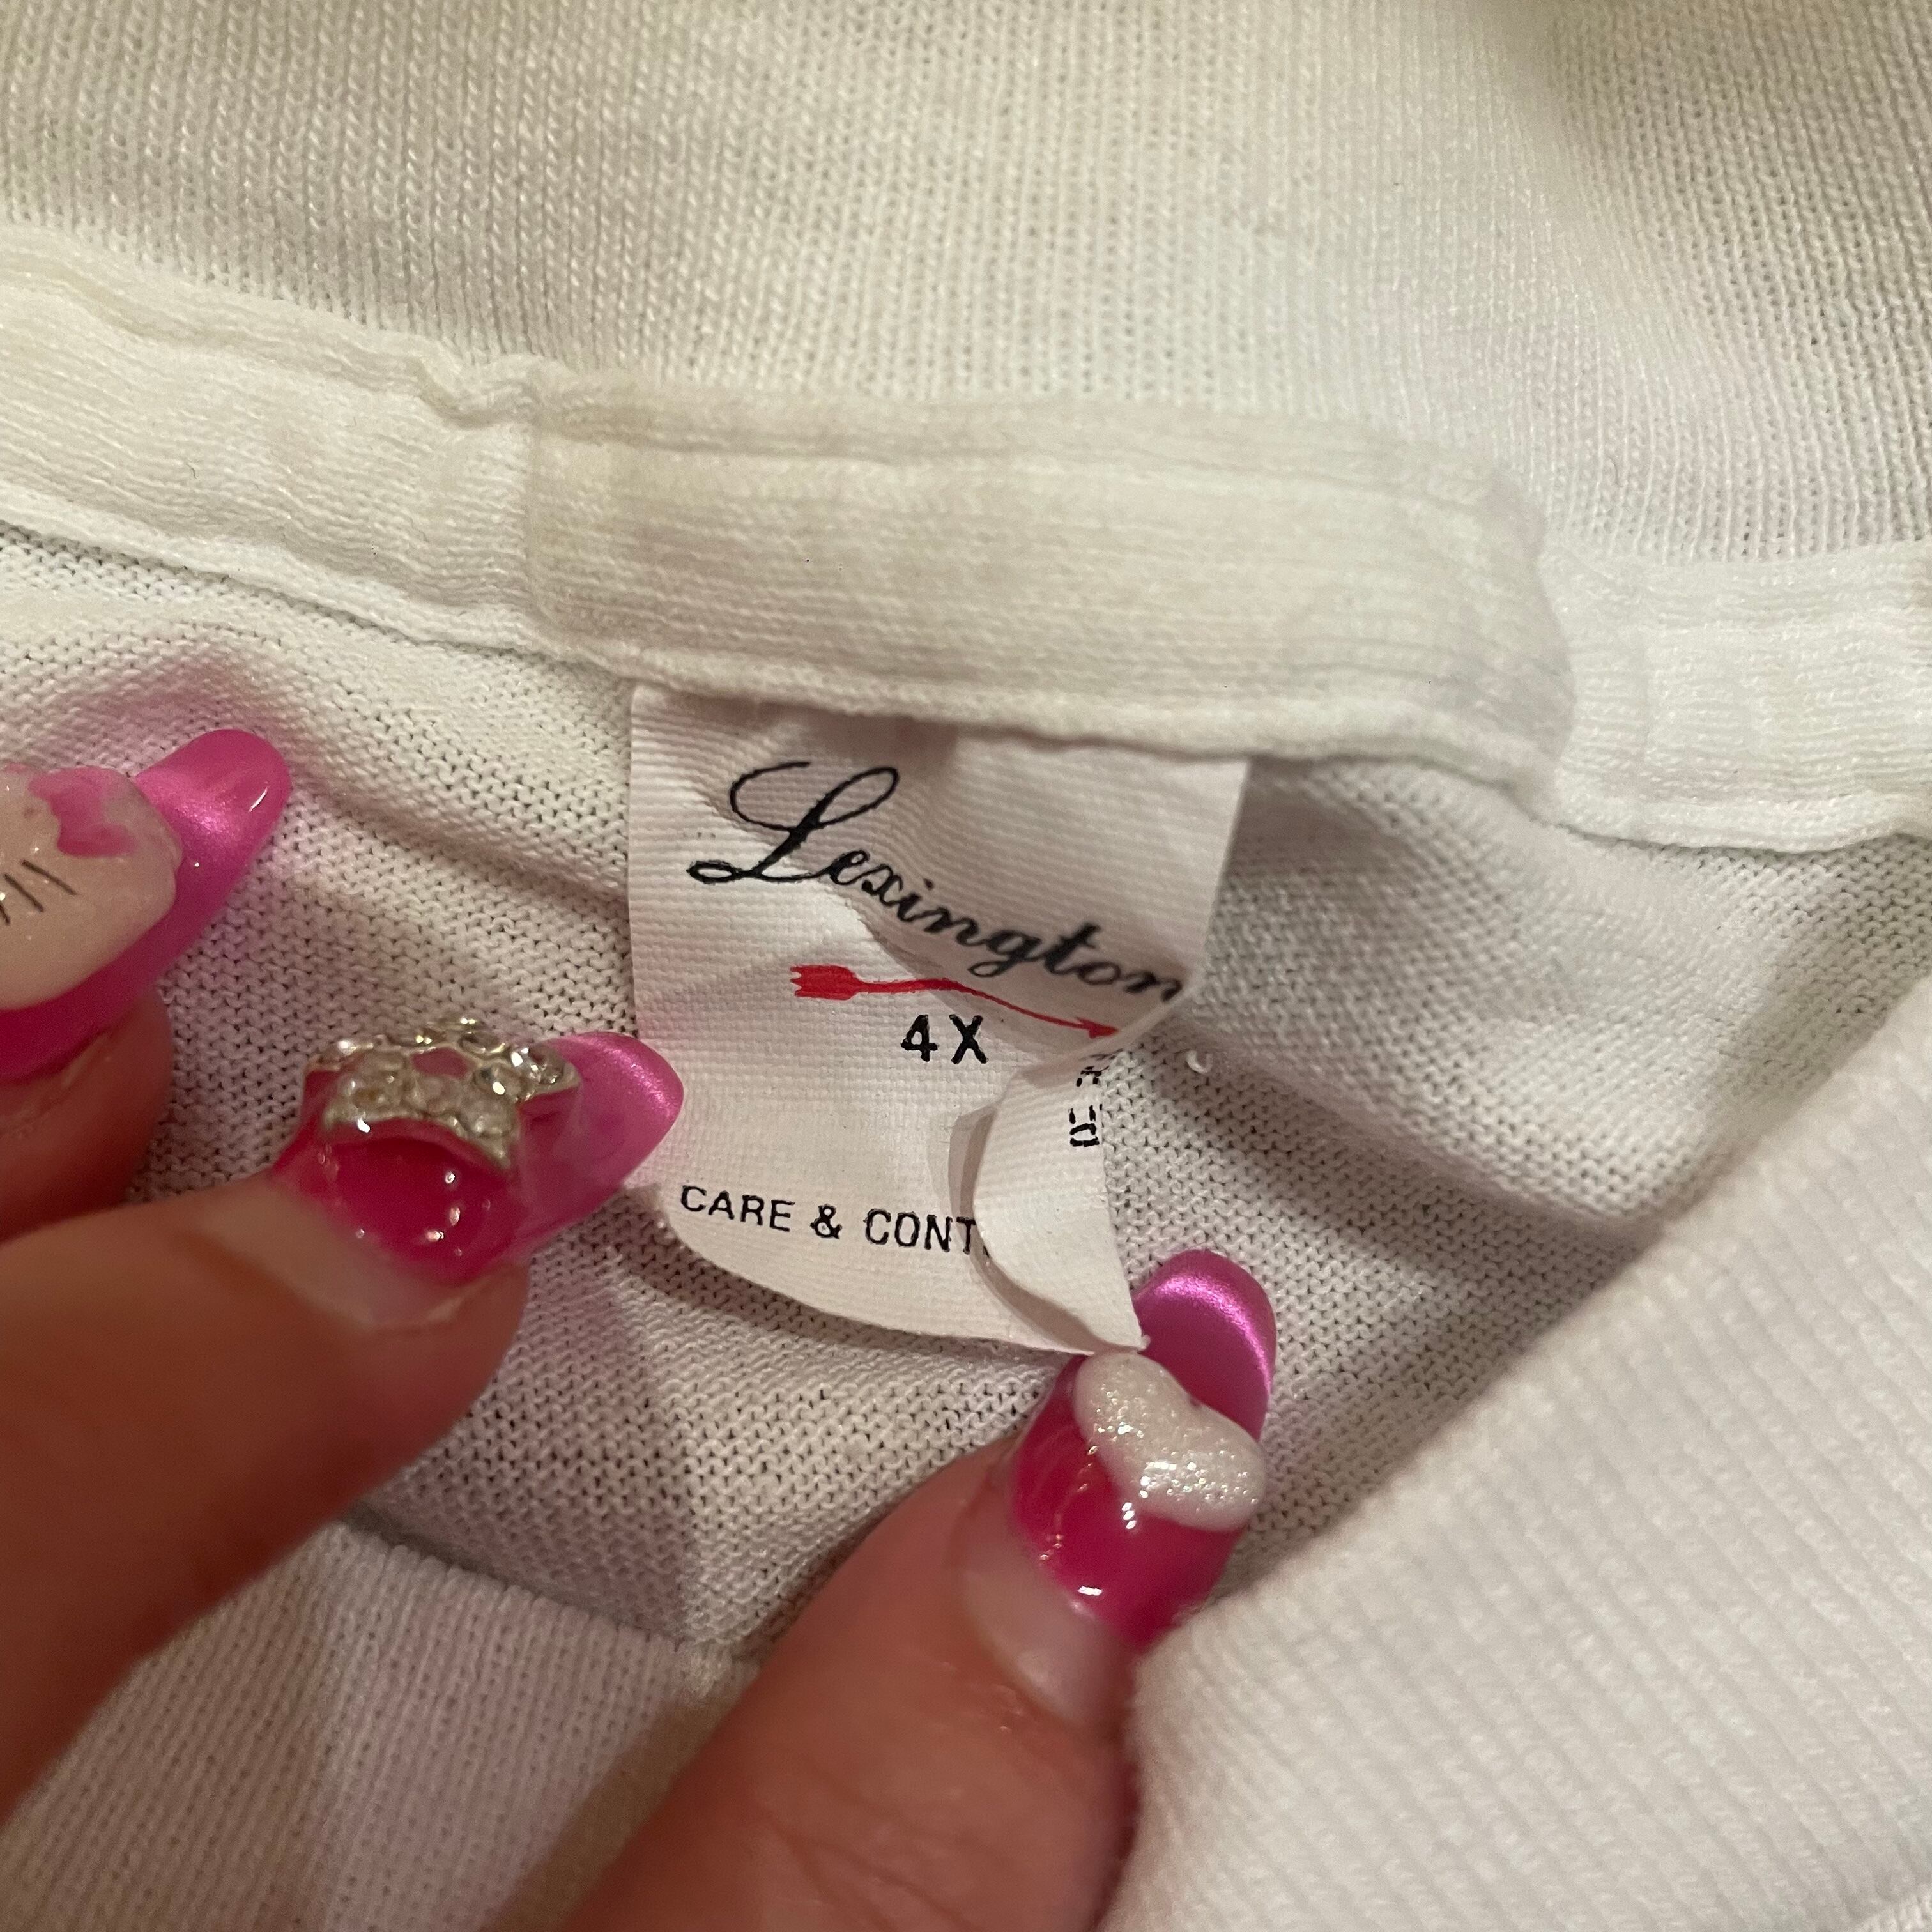 Lexington
4X
CARE & CONT